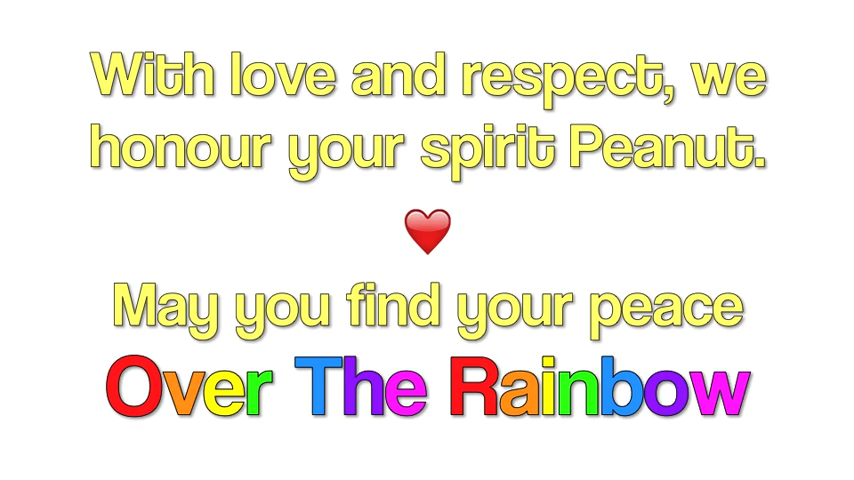 With love and respect, we
honour your spirit Peanut.
May you find your peace
Over The Rainbow